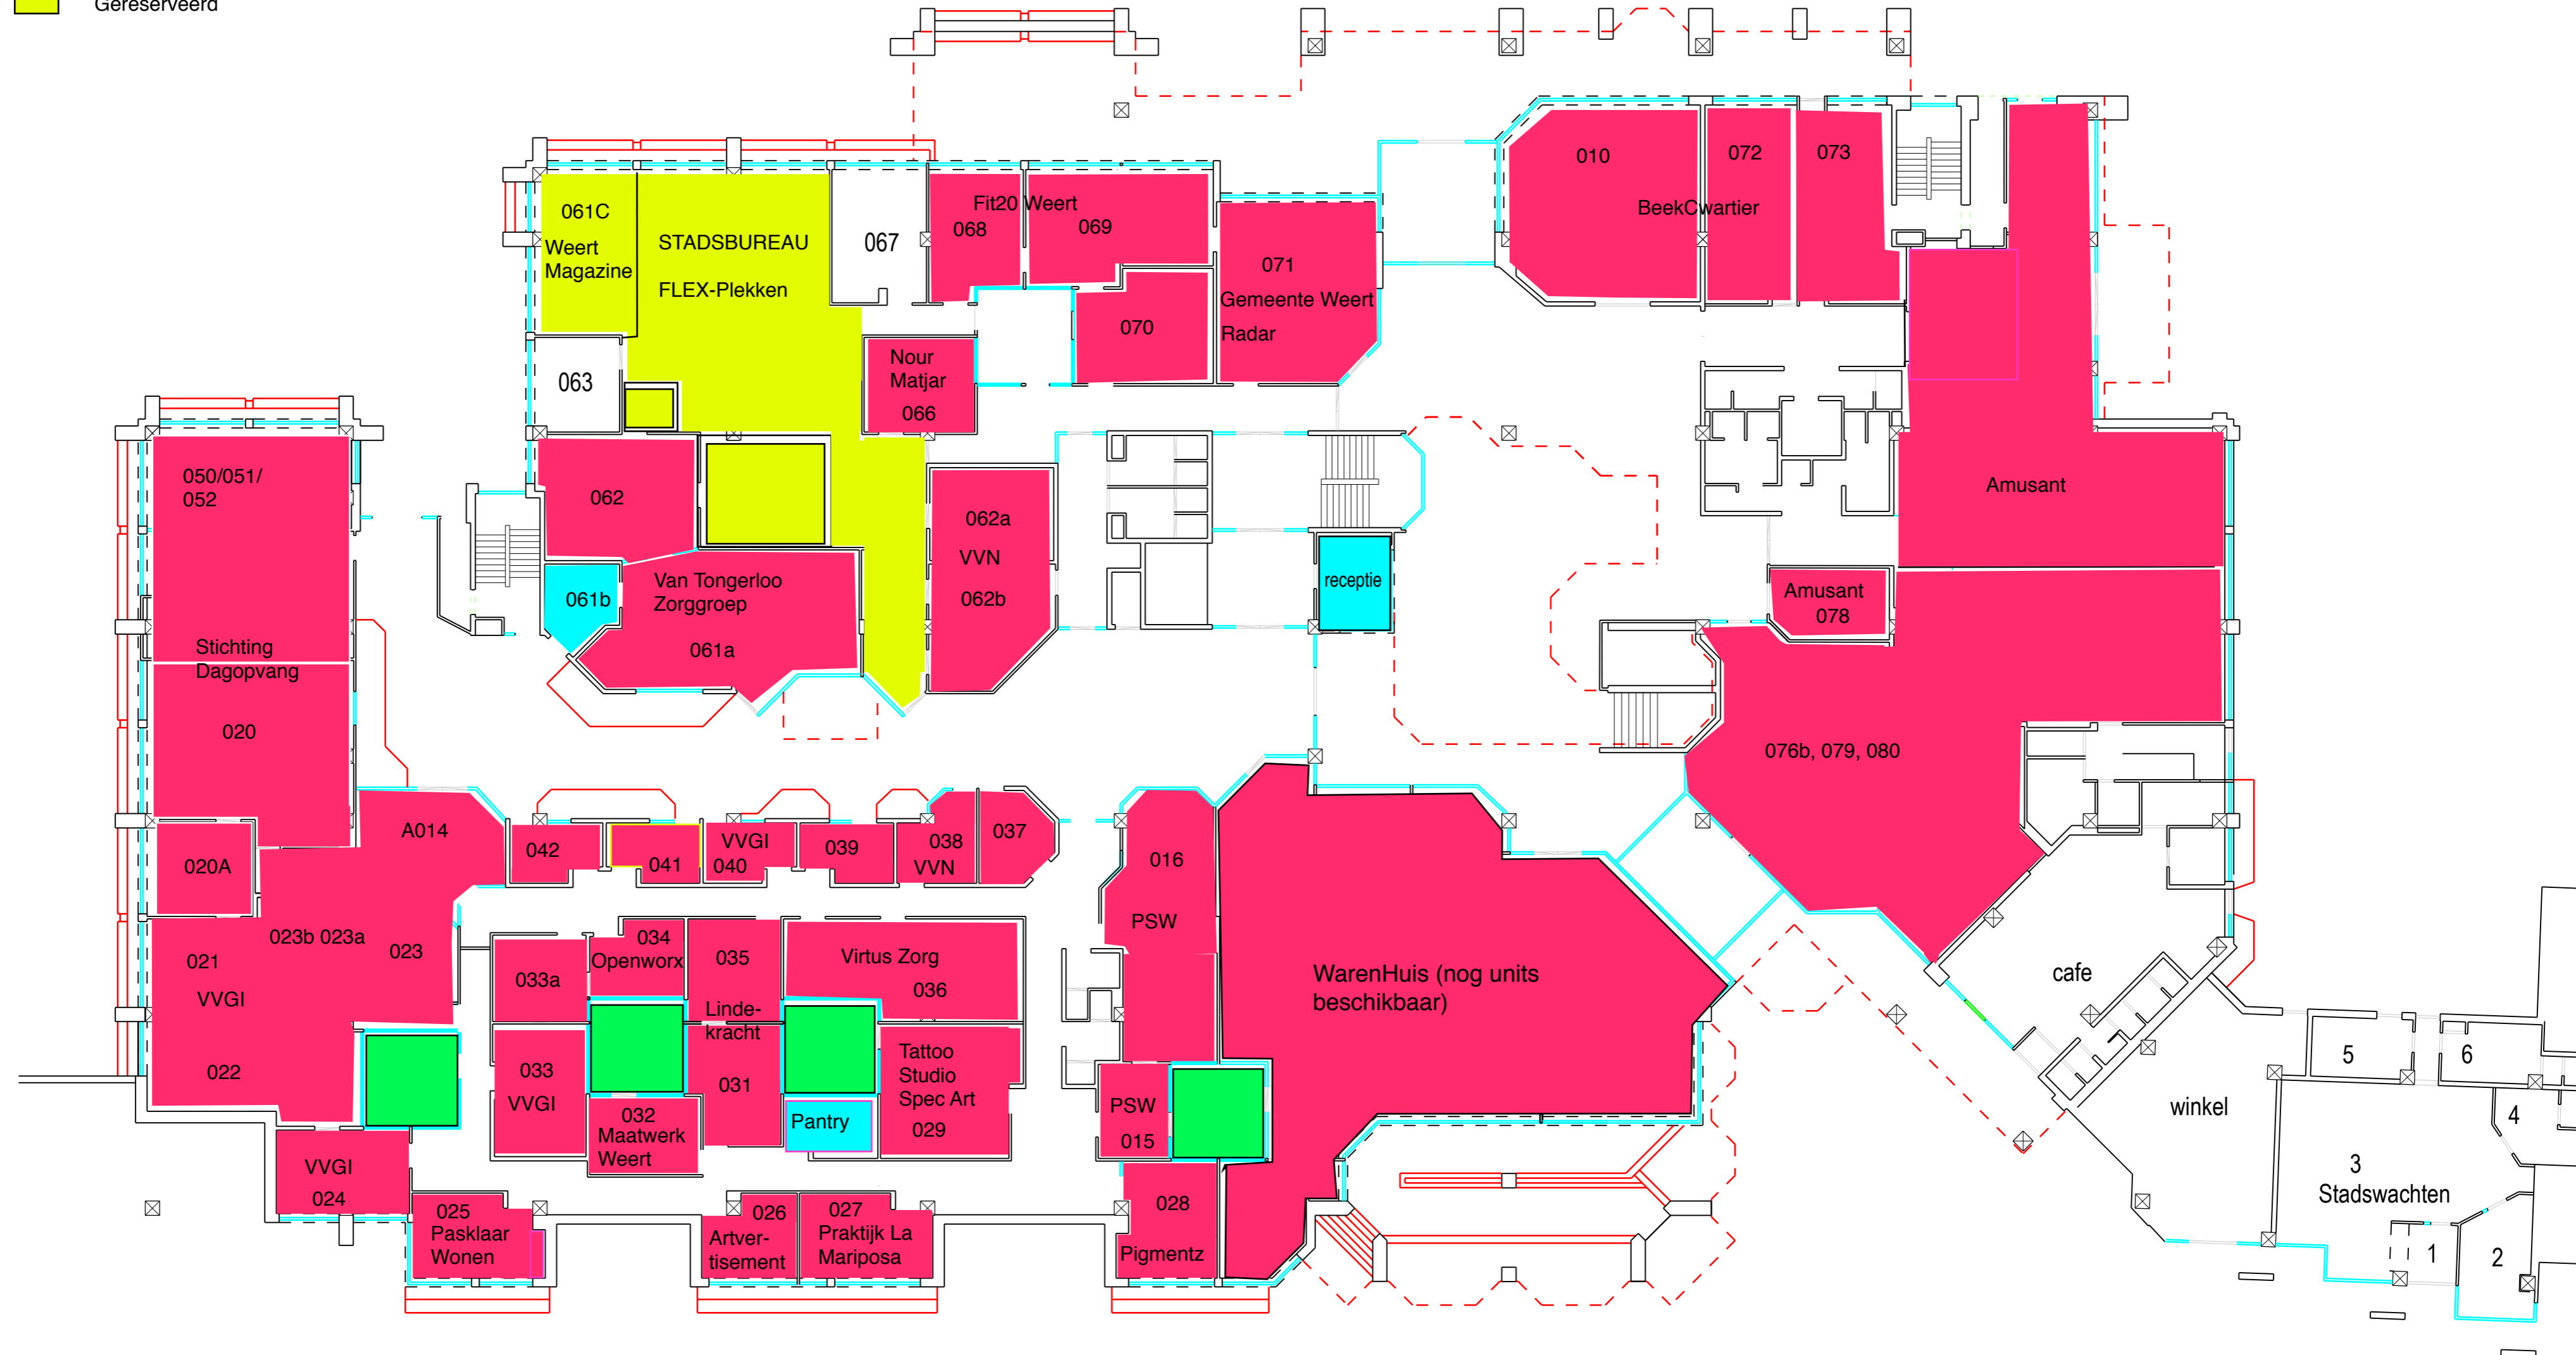 Gereserveerd
061C
Weert
Magazine
STADSBUREAU
FLEX-Plekken
067
Fit20 Weert
068
069
071
Gemeente Weert
Radar
070
010
072
073
BeekCwartier
063
Nour
Matjar
066
050/051/
052
062
062a
VVN
062b
Amusant
receptie
061b
Van Tongerloo
Zorggroep
061a
Amusant
078
Stichting
Dagopvang
020
076b, 079, 080
A014
020A
042
041
VVGI
040
039
038
VVN
037
016
PSW
023b 023a
023
021
VVGI
022
034
Openworx
033a
035
Linde-
kracht
031
Virtus Zorg
036
WarenHuis (nog units
beschikbaar)
cafe
033
VVGI
032
Maatwerk
Weert
Pantry
Tattoo
Studio
Spec Art
029
PSW
015
winkel
5
6
4
3
Stadswachten
1
2
VVGI
024
025
Pasklaar
Wonen
026
Artver-
tisement
027
Praktijk La
Mariposa
028
Pigmentz